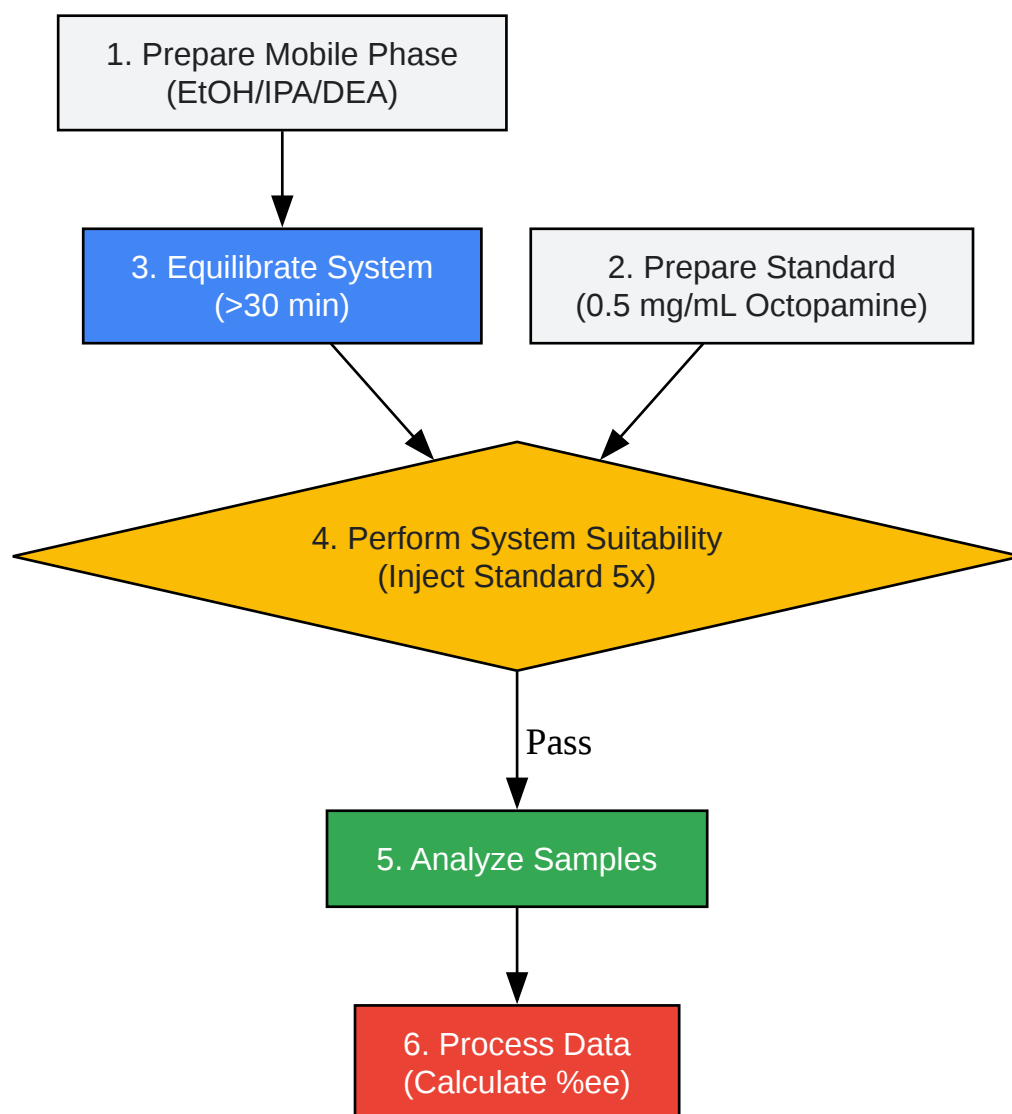 1. Prepare Mobile Phase
(EtOH/IPA/DEA)
3. Equilibrate System
(>30 min)
2. Prepare Standard
(0.5 mg/mL Octopamine)
4. Perform System Suitability
(Inject Standard 5x)
Pass
5. Analyze Samples
6. Process Data
(Calculate %ee)